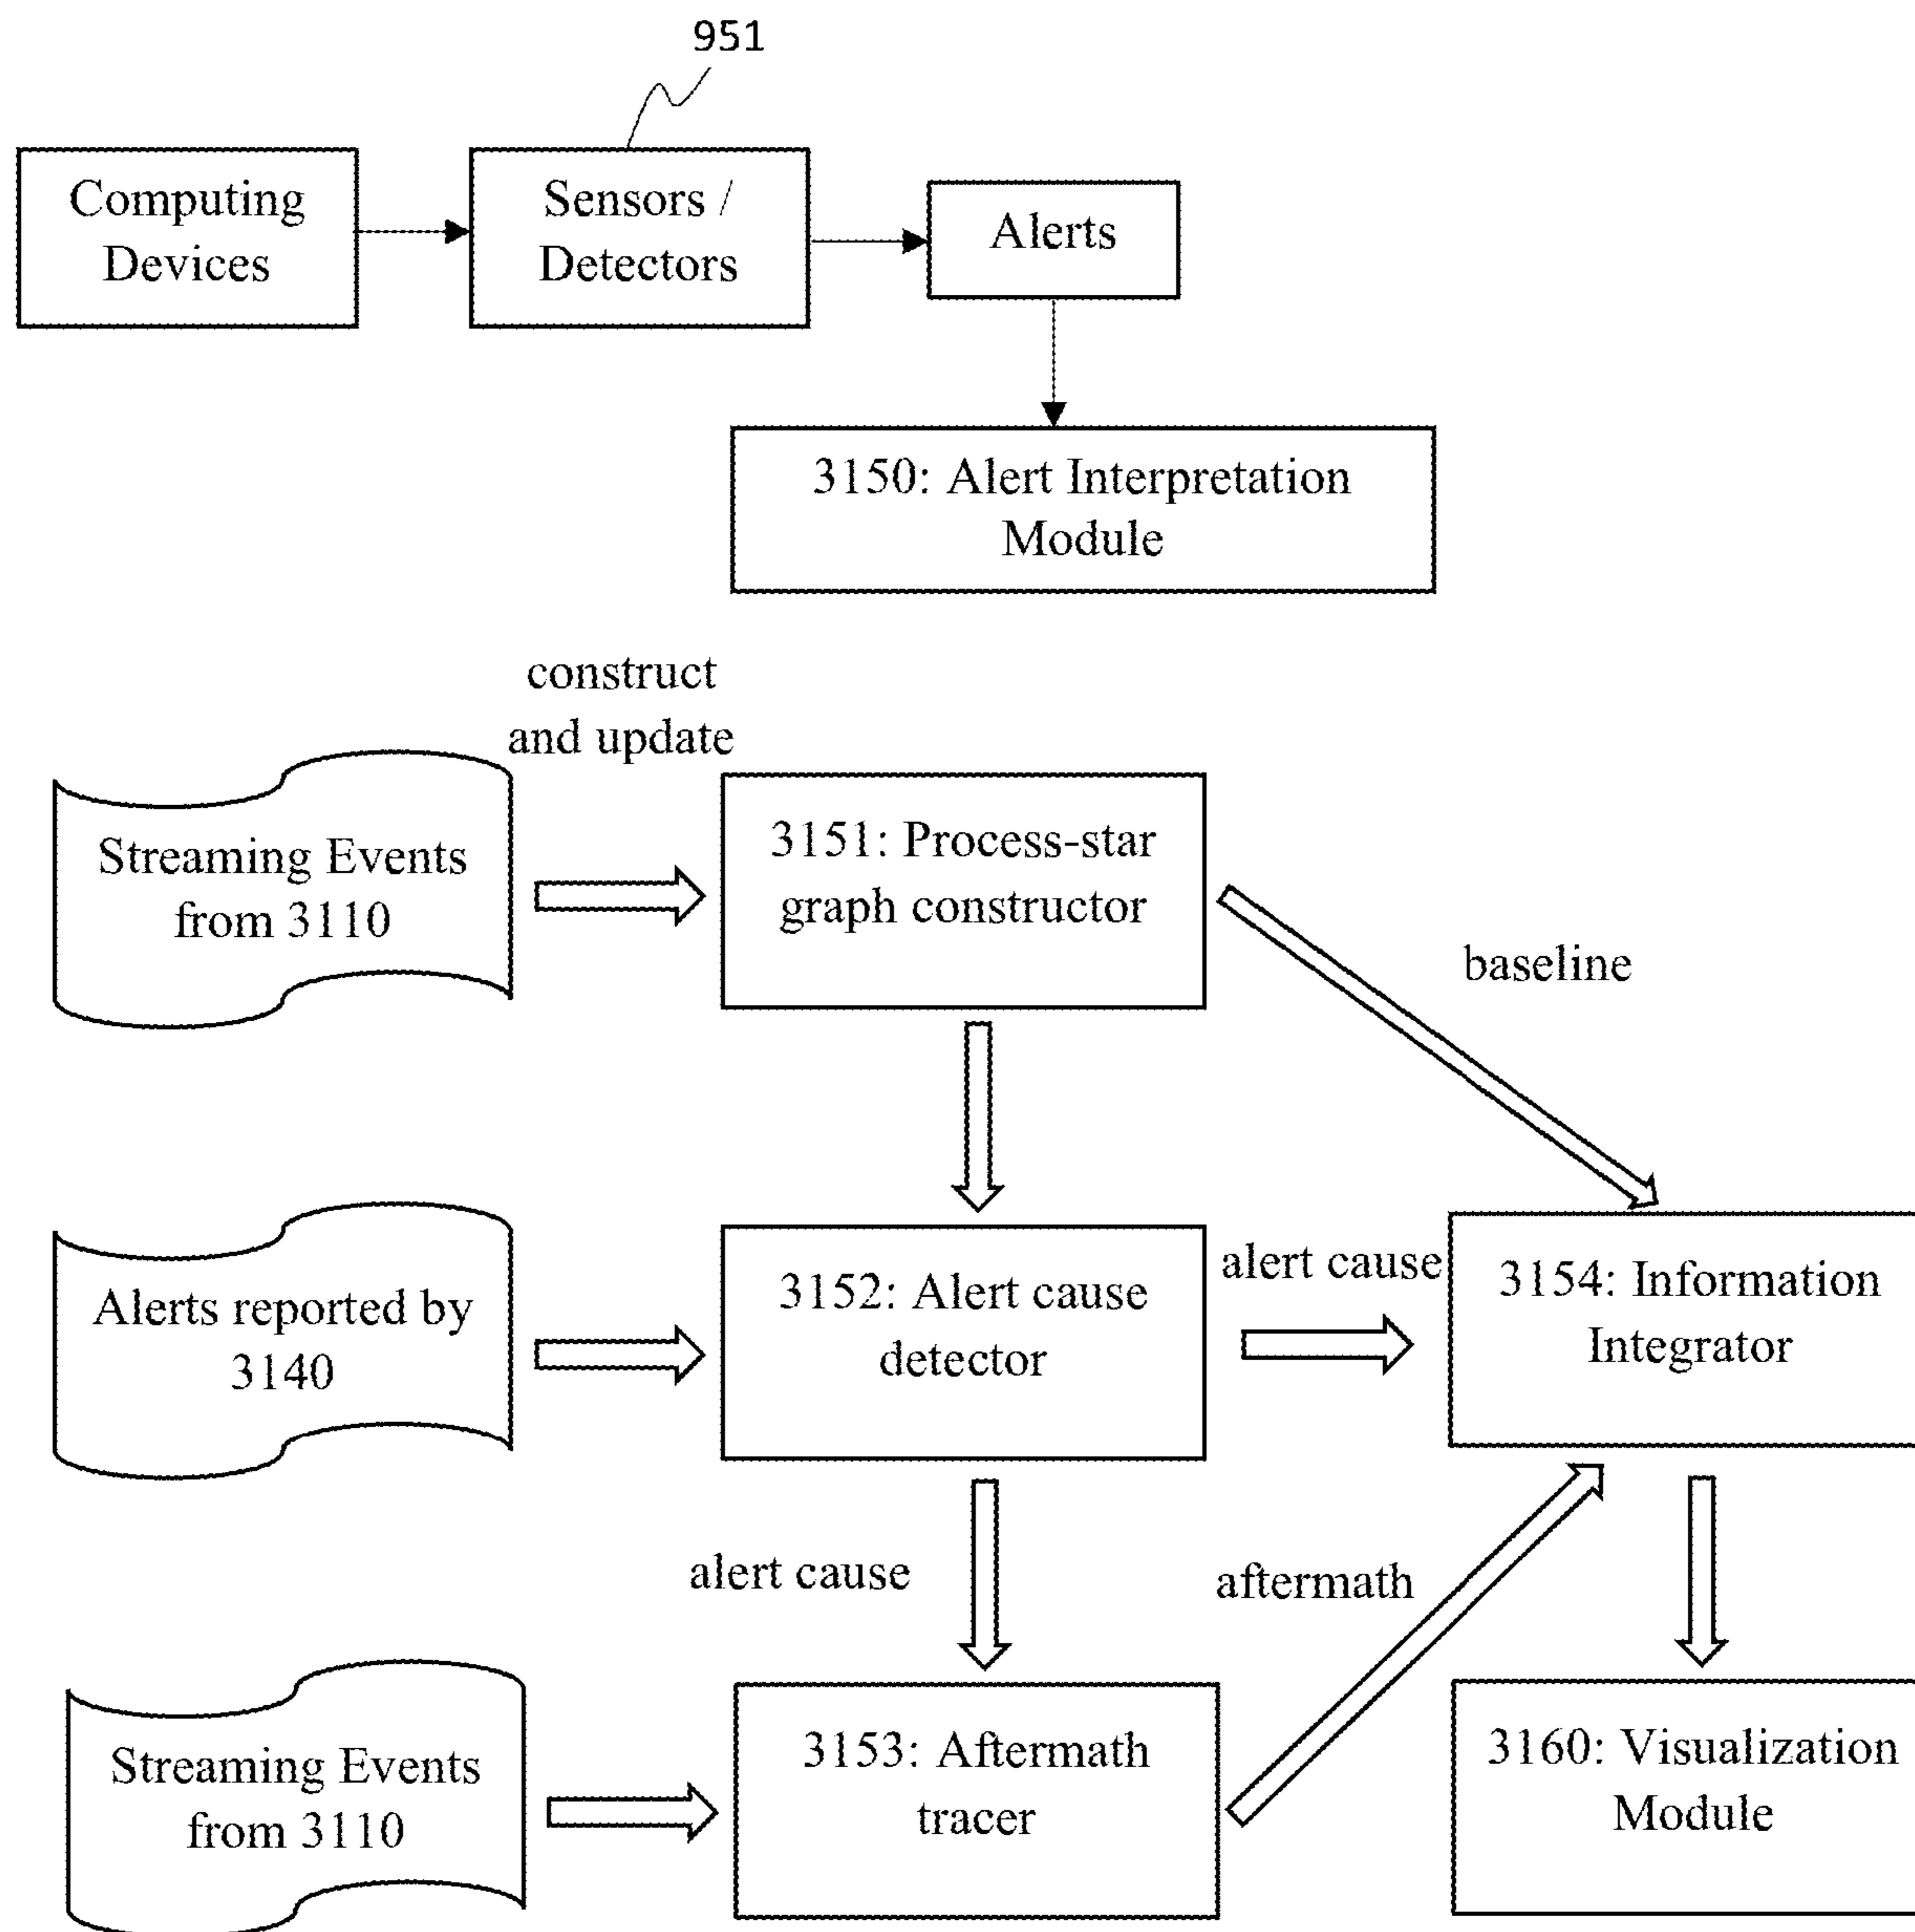 951
Computing
Devices
Sensors /
Detectors
Alerts
3150: Alert Interpretation
Module
construct
and update
Streaming Events
from 3110
3151: Process-star
graph constructor
baseline
Alerts reported by
3140
3152: Alert cause
detector
alert cause
3154: Information
Integrator
alert cause
aftermath
Streaming Events
from 3110
3153: Aftermath
tracer
3160: Visualization
Module